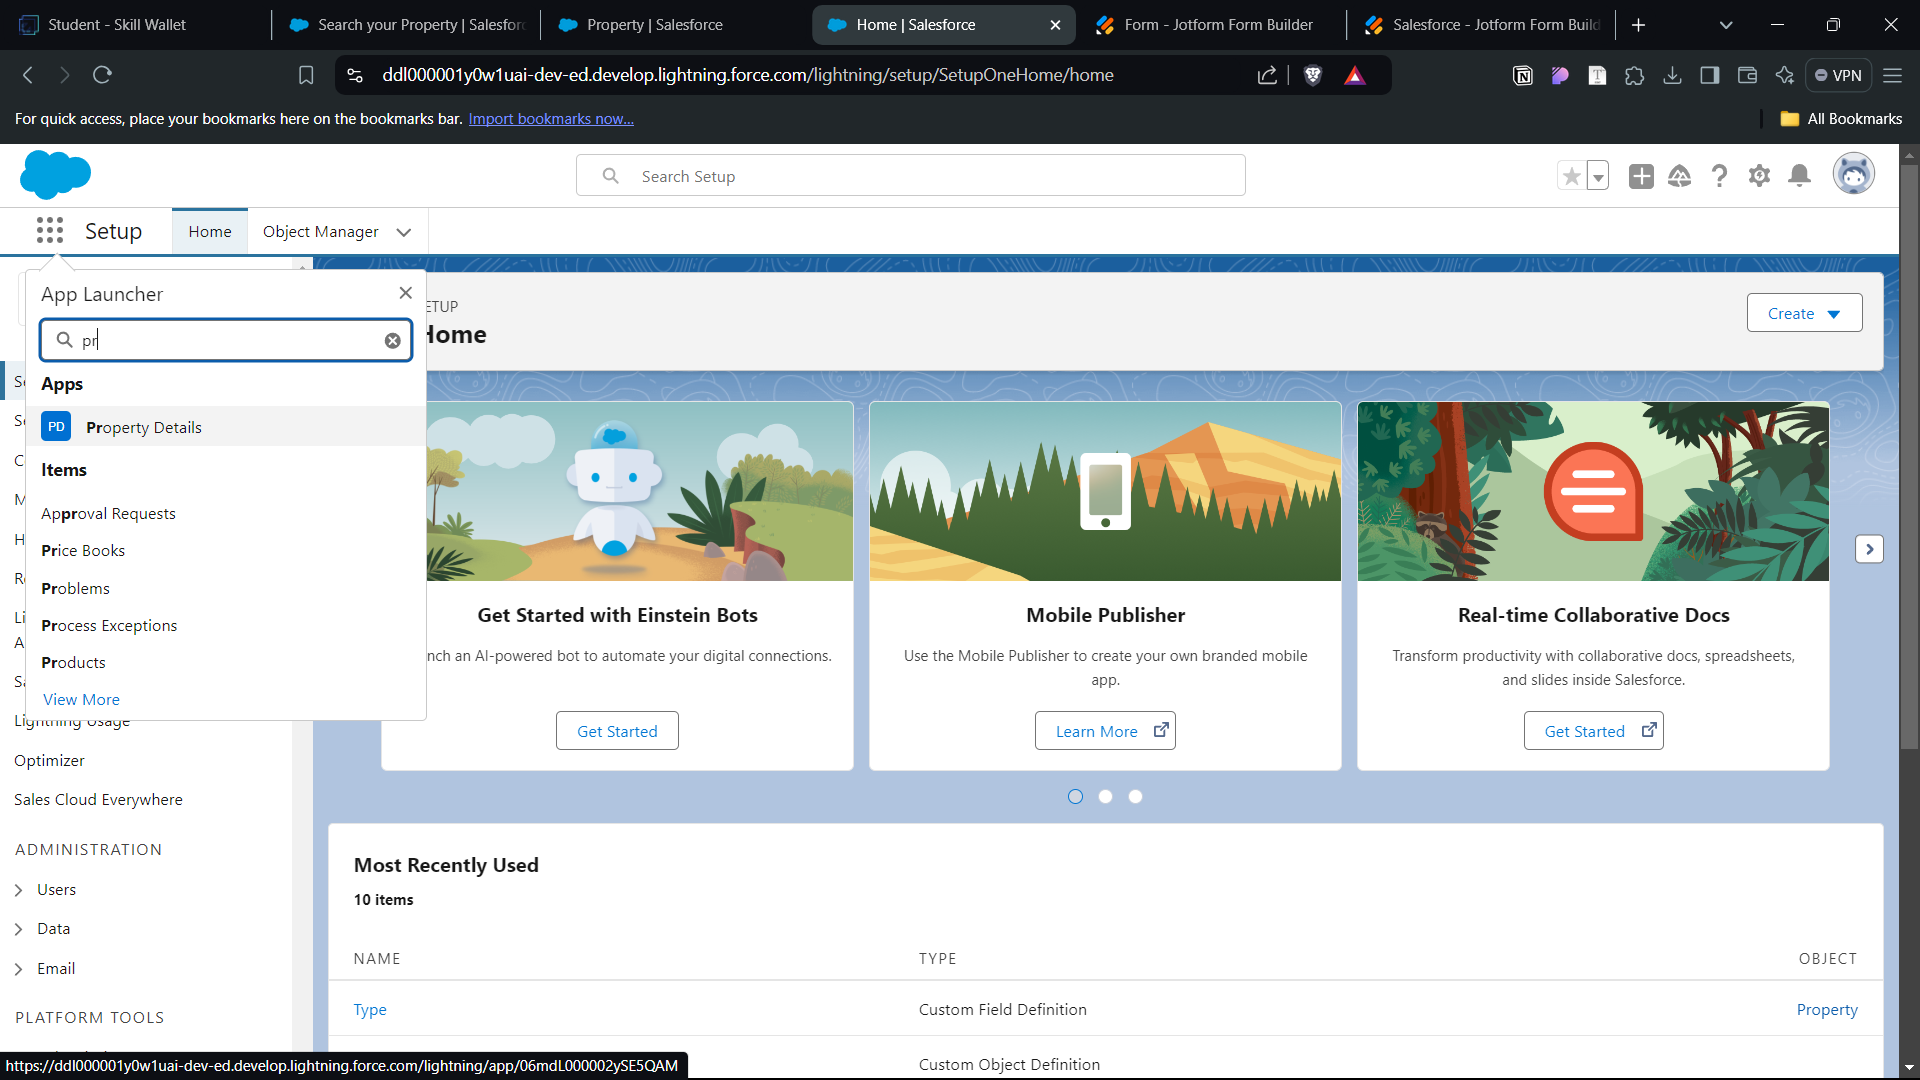 Student - Skill Wallet
Search your Property | Salesforc
Property | Salesforce
Home | Salesforce
Form - Jotform Form Builder
Salesforce - Jotform Form Build
ddl000001y0w1uai-dev-ed.develop.lightning.force.com/lightning/setup/SetupOneHome/home
VPN
For quick access, place your bookmarks here on the bookmarks bar. Import bookmarks now...
All Bookmarks
Search Setup
Setup
Home
Object Manager
App Launcher
pr
Apps
PD Property Details
Items
Approval Requests
Price Books
Problems
Process Exceptions
Products
View More
ETUP
Home
Create
Get Started with Einstein Bots
nch an AI-powered bot to automate your digital connections.
Get Started
Mobile Publisher
Use the Mobile Publisher to create your own branded mobile
app.
Learn More
Real-time Collaborative Docs
Transform productivity with collaborative docs, spreadsheets,
and slides inside Salesforce.
Get Started
Lightning Usage
Optimizer
Sales Cloud Everywhere
ADMINISTRATION
Users
Data
Email
PLATFORM TOOLS
Most Recently Used
10 items
NAME TYPE OBJECT
Type Custom Field Definition Property
Custom Object Definition
https://ddl000001y0w1uai-dev-ed.develop.lightning.force.com/lightning/app/06mdL000002ySE5QAM